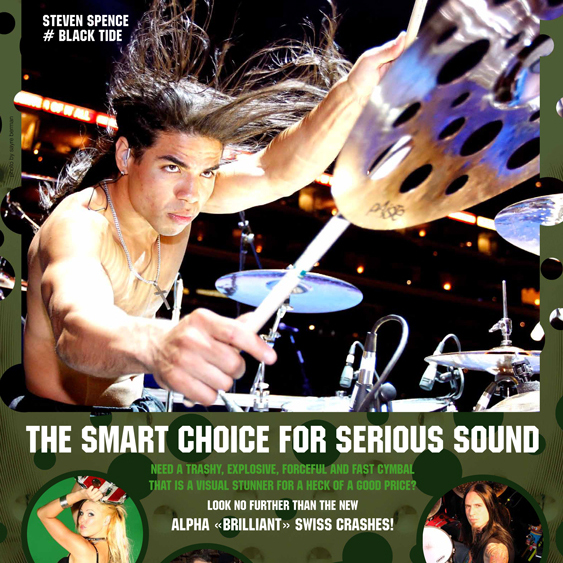 STEVEN SPENCE
# BLACK TIDE
THE SMART CHOICE FOR SERIOUS SOUND
NEED A TRASHY, EXPLOSIVE, FORCEFUL AND FAST CYMBAL
THAT IS A VISUAL STUNNER FOR A HECK OF A GOOD PRICE?
LOOK NO FURTHER THAN THE NEW
ALPHA «BRILLIANT» SWISS CRASHES!